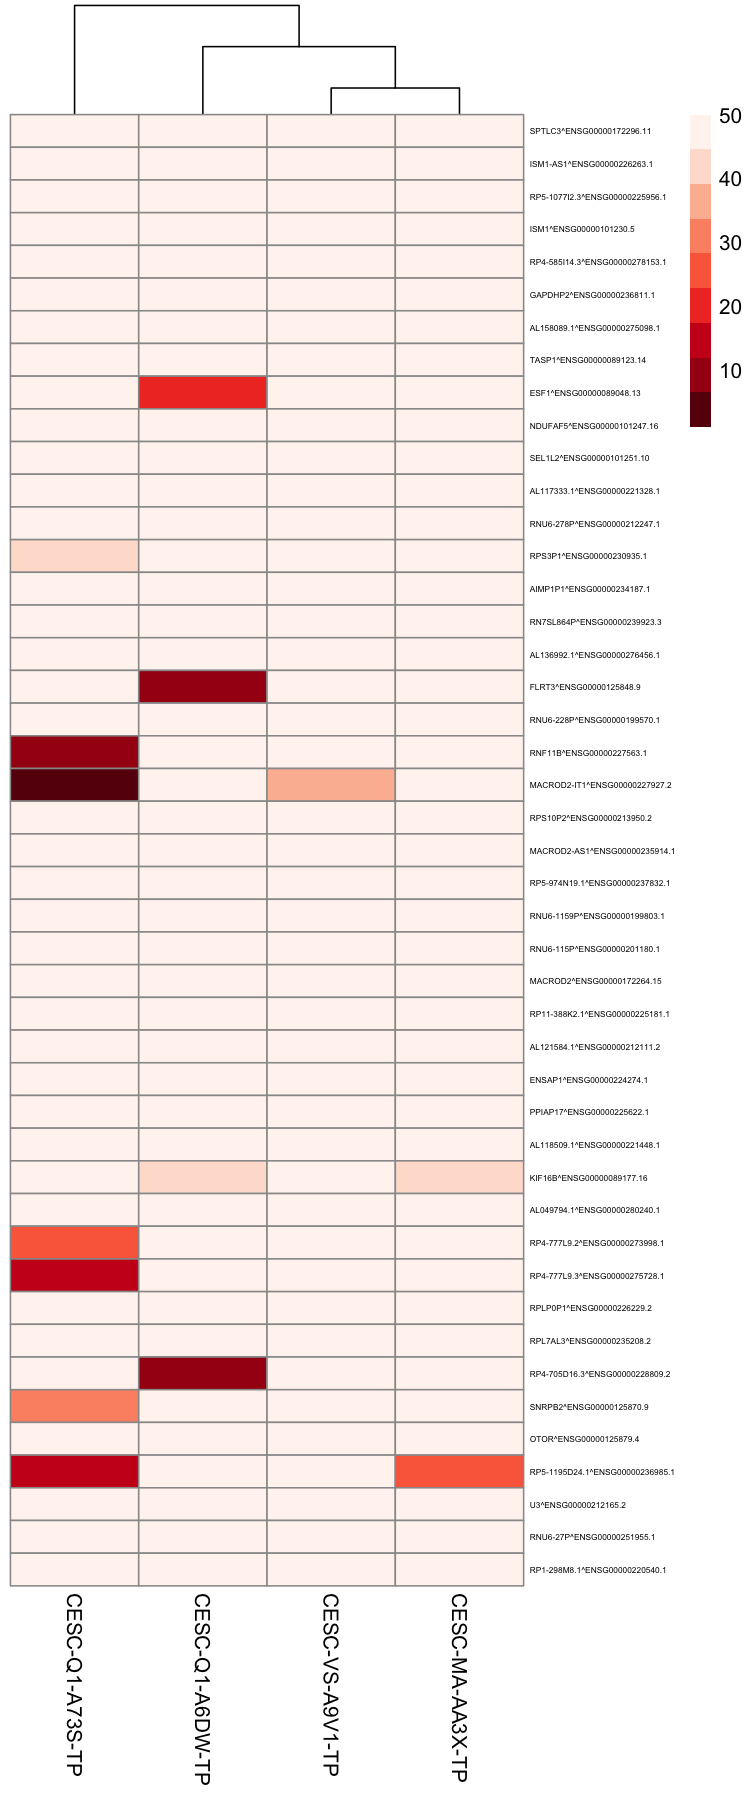 50
40
30
20
10
SPTLC3^ENSG00000172296.11
ISM1-AS1^ENSG00000226263.1
RP5-1077I2.3^ENSG00000225956.1
ISM1^ENSG00000101230.5
RP4-585I14.3^ENSG00000278153.1
GAPDHP2^ENSG00000236811.1
AL158089.1^ENSG00000275098.1
TASP1^ENSG00000089123.14
ESF1^ENSG00000089048.13
NDUFAF5^ENSG00000101247.16
SEL1L2^ENSG00000101251.10
AL117333.1^ENSG00000221328.1
RNU6-278P^ENSG00000212247.1
RPS3P1^ENSG00000230935.1
AIMP1P1^ENSG00000234187.1
RN7SL864P^ENSG00000239923.3
AL136992.1^ENSG00000276456.1
FLRT3^ENSG00000125848.9
RNU6-228P^ENSG00000199570.1
RNF11B^ENSG00000227563.1
MACROD2-IT1^ENSG00000227927.2
RPS10P2^ENSG00000213950.2
MACROD2-AS1^ENSG00000235914.1
RP5-974N19.1^ENSG00000237832.1
RNU6-1159P^ENSG00000199803.1
RNU6-115P^ENSG00000201180.1
MACROD2^ENSG00000172264.15
RP11-388K2.1^ENSG00000225181.1
AL121584.1^ENSG00000212111.2
ENSAP1^ENSG00000224274.1
PPIAP17^ENSG00000225622.1
AL118509.1^ENSG00000221448.1
KIF16B^ENSG00000089177.16
AL049794.1^ENSG00000280240.1
RP4-777L9.2^ENSG00000273998.1
RP4-777L9.3^ENSG00000275728.1
RPLP0P1^ENSG00000226229.2
RPL7AL3^ENSG00000235208.2
RP4-705D16.3^ENSG00000228809.2
SNRPB2^ENSG00000125870.9
OTOR^ENSG00000125879.4
RP5-1195D24.1^ENSG00000236985.1
U3^ENSG00000212165.2
RNU6-27P^ENSG00000251955.1
RP1-298M8.1^ENSG00000220540.1
CESC-Q1-A73S-TP
CESC-Q1-A6DW-TP
CESC-VS-A9V1-TP
CESC-MA-AA3X-TP